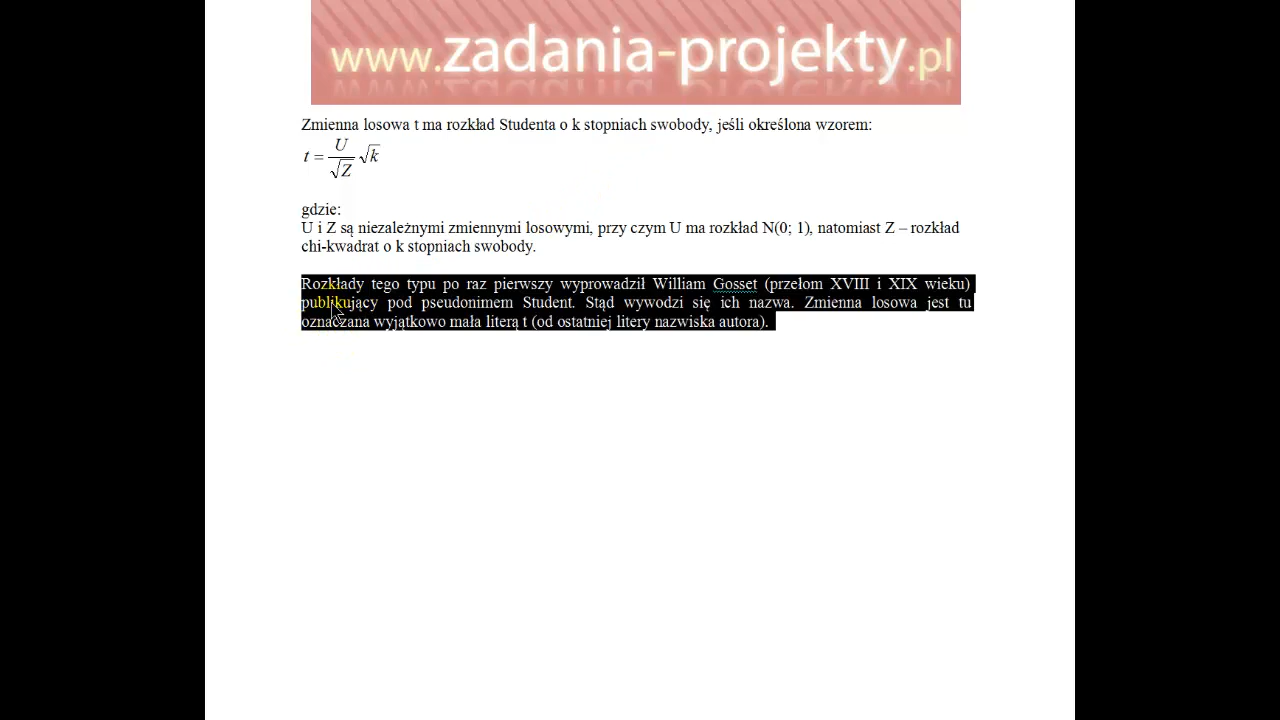 www.zadania-projekty.pl
Zmienna losowa t ma rozkład Studenta o k stopniach swobody, jeśli określona wzorem:
t = U/√Z √k
gdzie:
U i Z są niezależnymi zmiennymi losowymi, przy czym U ma rozkład N(0; 1), natomiast Z – rozkład
chi-kwadrat o k stopniach swobody.
Rozkłady tego typu po raz pierwszy wyprowadził William Gosset (przełom XVIII i XIX wieku)
publikujący pod pseudonimem Student. Stąd wywodzi się ich nazwa. Zmienna losowa jest tu
oznaczana wyjątkowo mała literą t (od ostatniej litery nazwiska autora).